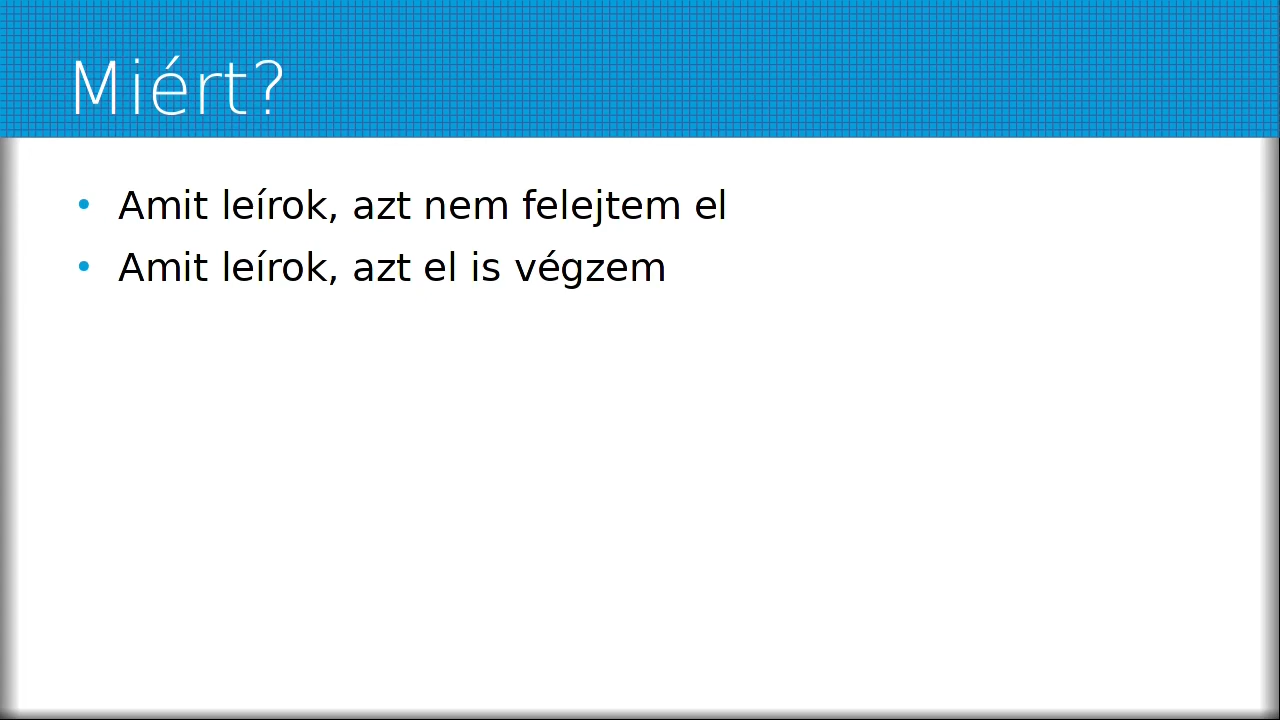 Miért?
• Amit leírok, azt nem felejtem el
• Amit leírok, azt el is végzem